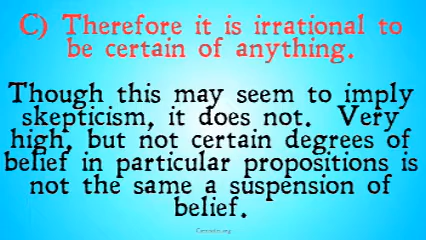 C) Therefore it is irrational to
be certain of anything.
Though this may seem to imply
skepticism, it does not. Very
high, but not certain degrees of
belief in particular propositions is
not the same a suspension of
belief.